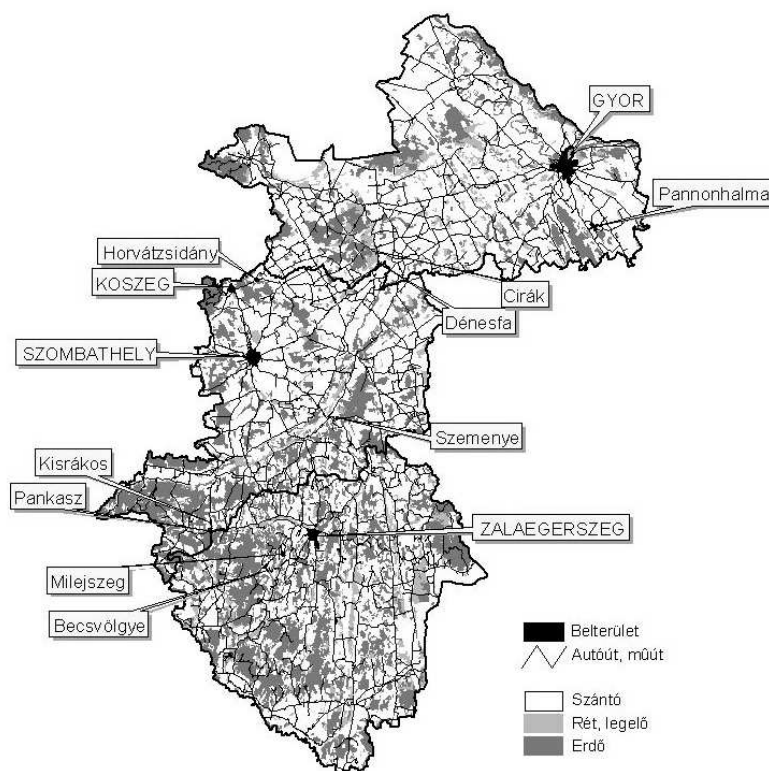 GYOR
Pannonhalma
Horvátzsidány
KOSZEG
Cirák
Dénesfa
SZOMBATHELY
Szemenye
Kisrákos
Pankasz
ZALAEGERSZEG
Milejszeg
Becsvölgye
Belterület
Autóút, mûút
Szántó
Rét, legelő
Erdő